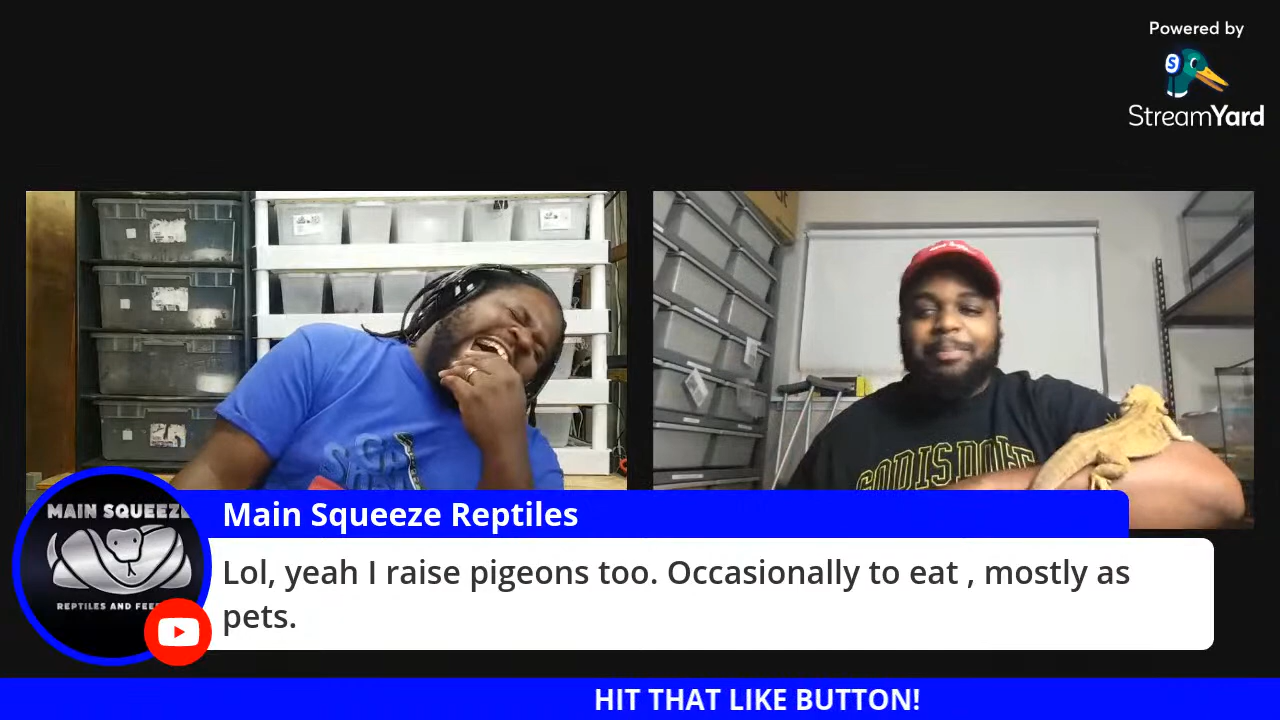 Powered by
S
StreamYard
MAIN SQUEEZE
REPTILES AND
Main Squeeze Reptiles
Lol, yeah I raise pigeons too. Occasionally to eat , mostly as
pets.
HIT THAT LIKE BUTTON!